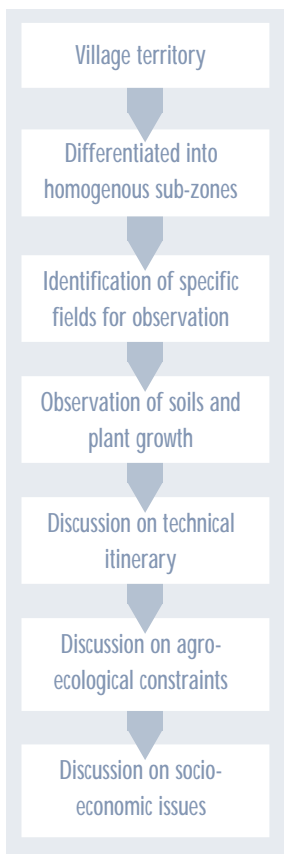 Village territory
Differentiated into
homogenous sub-zones
Identification of specific
fields for observation
Observation of soils and
plant growth
Discussion on technical
itinerary
Discussion on agro-
ecological constraints
Discussion on socio-
economic issues